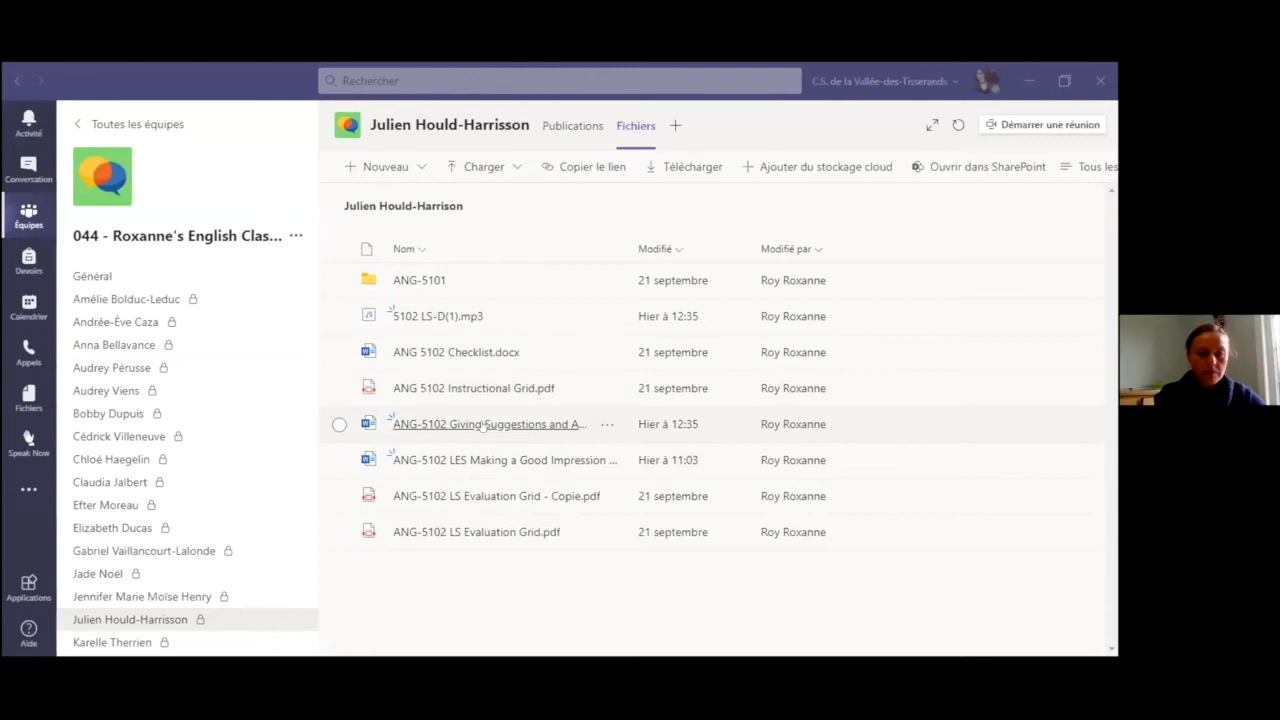 Rechercher
C.S. de la Vallée-des-Tisserands
Activité
Conversation
Équipes
Devoirs
Calendrier
Appels
Fichiers
Speak Now
Applications
Aide
Toutes les équipes
044 - Roxanne's English Clas...
Général
Amélie Bolduc-Leduc
Andrée-Ève Caza
Anna Bellavance
Audrey Pérusse
Audrey Viens
Bobby Dupuis
Cédrick Villeneuve
Chloé Haegelin
Claudia Jalbert
Efter Moreau
Elizabeth Ducas
Gabriel Vaillancourt-Lalonde
Jade Noël
Jennifer Marie Moïse Henry
Julien Hould-Harrisson
Karelle Therrien
Julien Hould-Harrisson Publications Fichiers
Démarrer une réunion
Nouveau Charger Copier le lien Télécharger Ajouter du stockage cloud Ouvrir dans SharePoint Tous les
Julien Hould-Harrison
Nom Modifié Modifié par
ANG-5101 21 septembre Roy Roxanne
5102 LS-D(1).mp3 Hier à 12:35 Roy Roxanne
ANG 5102 Checklist.docx 21 septembre Roy Roxanne
ANG 5102 Instructional Grid.pdf 21 septembre Roy Roxanne
ANG-5102 Giving Suggestions and A... Hier à 12:35 Roy Roxanne
ANG-5102 LES Making a Good Impression ... Hier à 11:03 Roy Roxanne
ANG-5102 LS Evaluation Grid - Copie.pdf 21 septembre Roy Roxanne
ANG-5102 LS Evaluation Grid.pdf 21 septembre Roy Roxanne